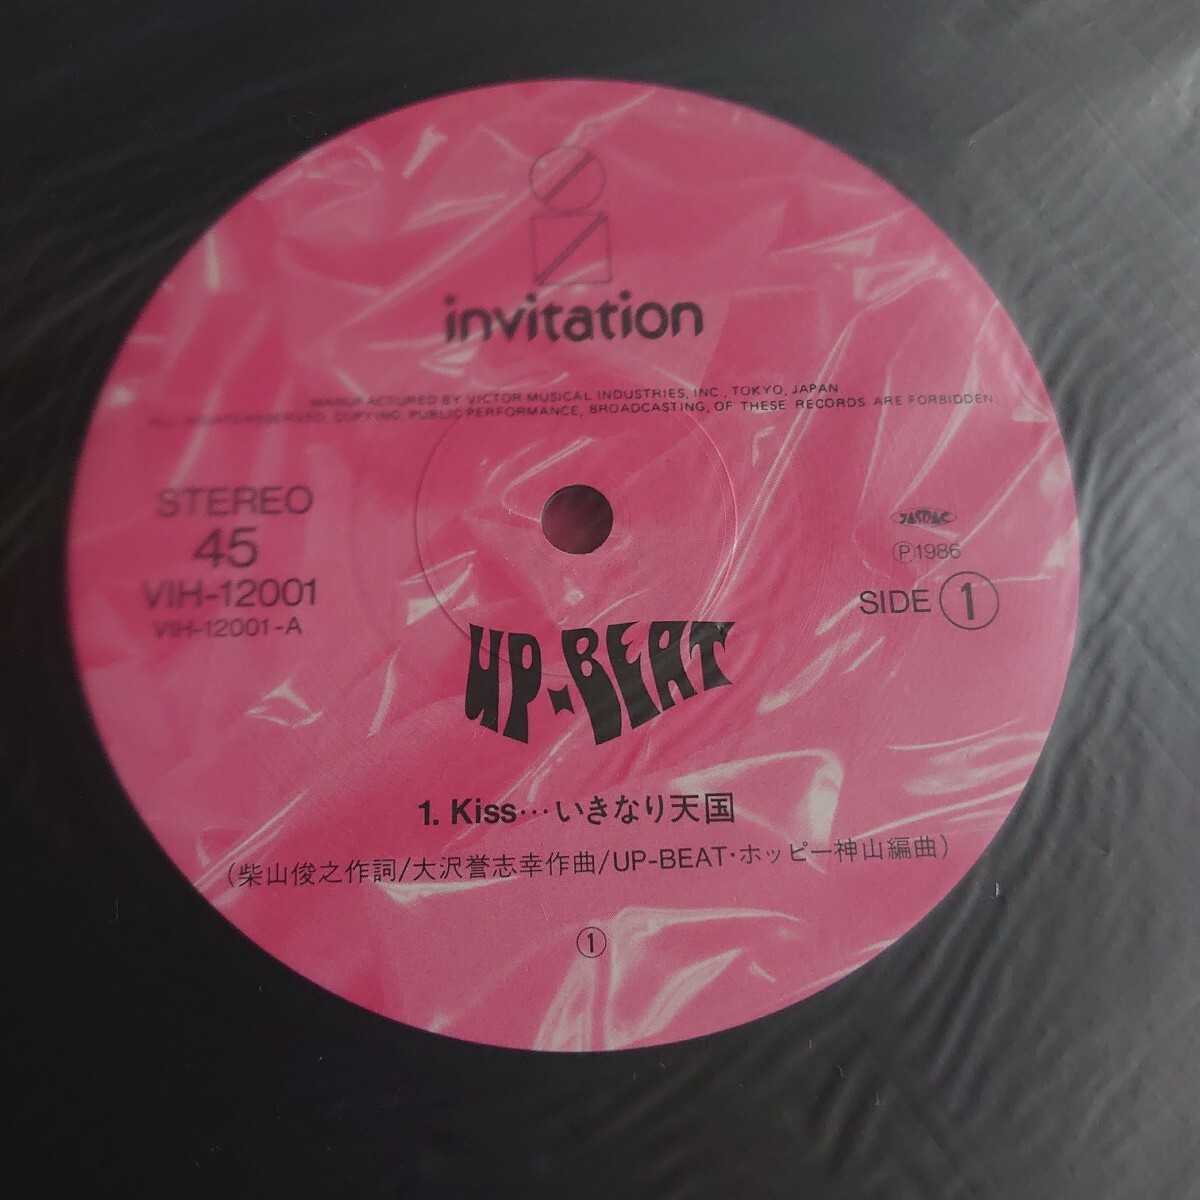 invitation
MANUFACTURED BY VICTOR MUSICAL INDUSTRIES, INC., TOKYO, JAPAN.
ALL RIGHTS RESERVED. COPYING, PUBLIC PERFORMANCE, BROADCASTING, OF THESE RECORDS ARE FORBIDDEN
STEREO
45
VIH-12001
VIH-12001-A
JASRAC
Ⓟ1986
SIDE ①
UP-BEAT
1. Kiss…いきなり天国
(柴山俊之作詞/大沢誉志幸作曲/UP-BEAT・ホッピー神山編曲)
①